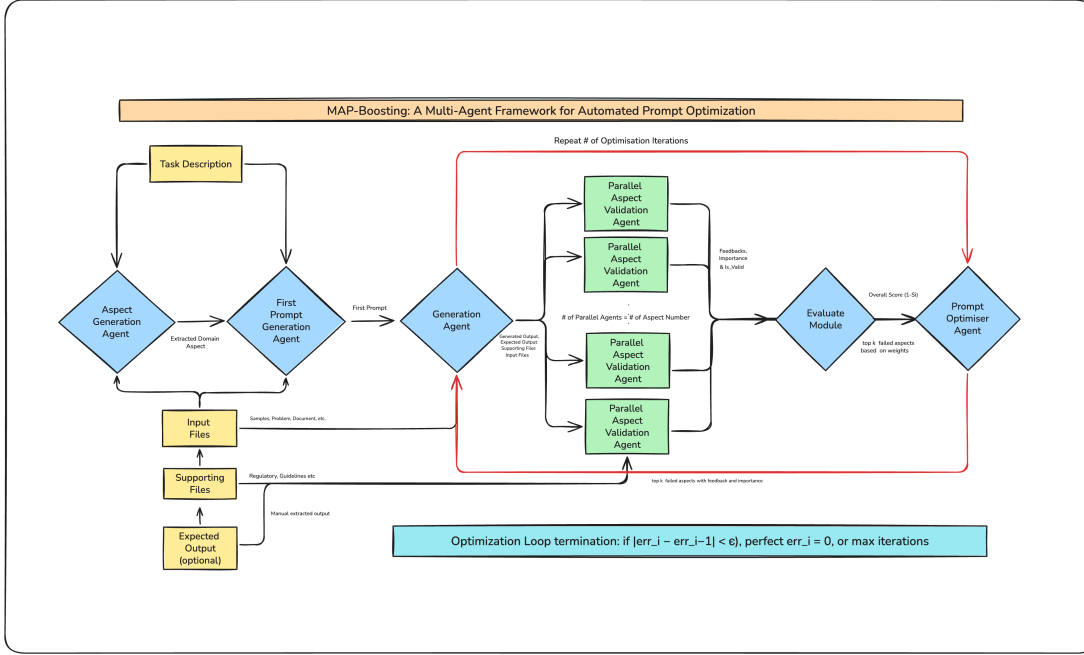 MAP-Boosting: A Multi-Agent Framework for Automated Prompt Optimization
Repeat # of Optimisation Iterations
Task Description
Aspect
Generation
Agent
Extracted Domain
Aspect
First
Prompt
Generation
Agent
First Prompt
Generation
Agent
Generated Output,
Expected Output
Supporting Files
Input Files
Parallel
Aspect
Validation
Agent
Parallel
Aspect
Validation
Agent
# of Parallel Agents = # of Aspect Number
Parallel
Aspect
Validation
Agent
Parallel
Aspect
Validation
Agent
Feedbacks,
Importance
& Is_Valid
Evaluate
Module
Overall Score (1-Si)
top k failed aspects
based on weights
Prompt
Optimiser
Agent
Input
Files
Samples, Problem, Document, etc.
Supporting
Files
Regulatory, Guidelines etc
Manual extracted output
Expected
Output
(optional)
top k failed aspects with feedback and importance
Optimization Loop termination: if |err_i − err_i−1| < ϵ), perfect err_i = 0, or max iterations